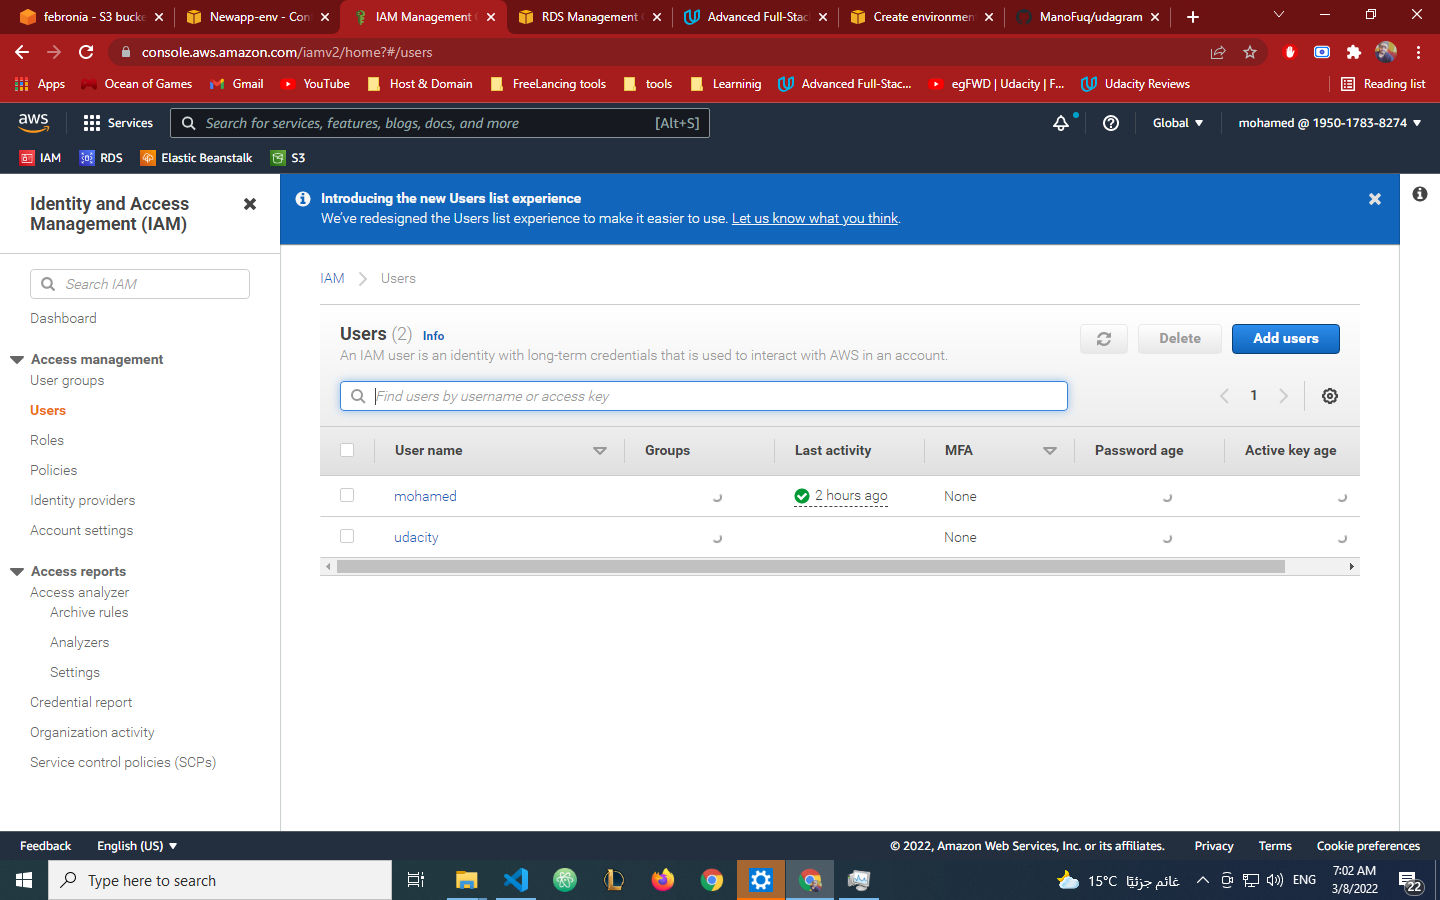 febronia - S3 bucke
Newapp-env - Con
IAM Management
RDS Management
Advanced Full-Stac
Create environmen
ManoFuq/udagram
console.aws.amazon.com/iamv2/home?#/users
Apps
Ocean of Games
Gmail
YouTube
Host & Domain
FreeLancing tools
tools
Learninig
Advanced Full-Stac...
egFWD | Udacity | F...
Udacity Reviews
Reading list
aws
Services
Search for services, features, blogs, docs, and more
[Alt+S]
Global
mohamed @ 1950-1783-8274
IAM
RDS
Elastic Beanstalk
S3
Identity and Access
Management (IAM)
Search IAM
Dashboard
Access management
User groups
Users
Roles
Policies
Identity providers
Account settings
Access reports
Access analyzer
Archive rules
Analyzers
Settings
Credential report
Organization activity
Service control policies (SCPs)
Introducing the new Users list experience
We've redesigned the Users list experience to make it easier to use. Let us know what you think.
IAM
Users
Users (2) Info
An IAM user is an identity with long-term credentials that is used to interact with AWS in an account.
Delete
Add users
Find users by username or access key
1
User name
Groups
Last activity
MFA
Password age
Active key age
mohamed
2 hours ago
None
udacity
None
Feedback
English (US)
© 2022, Amazon Web Services, Inc. or its affiliates.
Privacy
Terms
Cookie preferences
Type here to search
15°C غائم جزئيًا
ENG
7:02 AM
3/8/2022
22